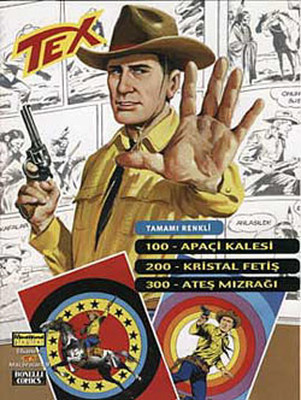 TEX
TAMAMI RENKLİ
100 - APAÇİ KALESİ
200 - KRİSTAL FETİŞ
300 - ATEŞ MIZRAĞI
BONELLI COMICS